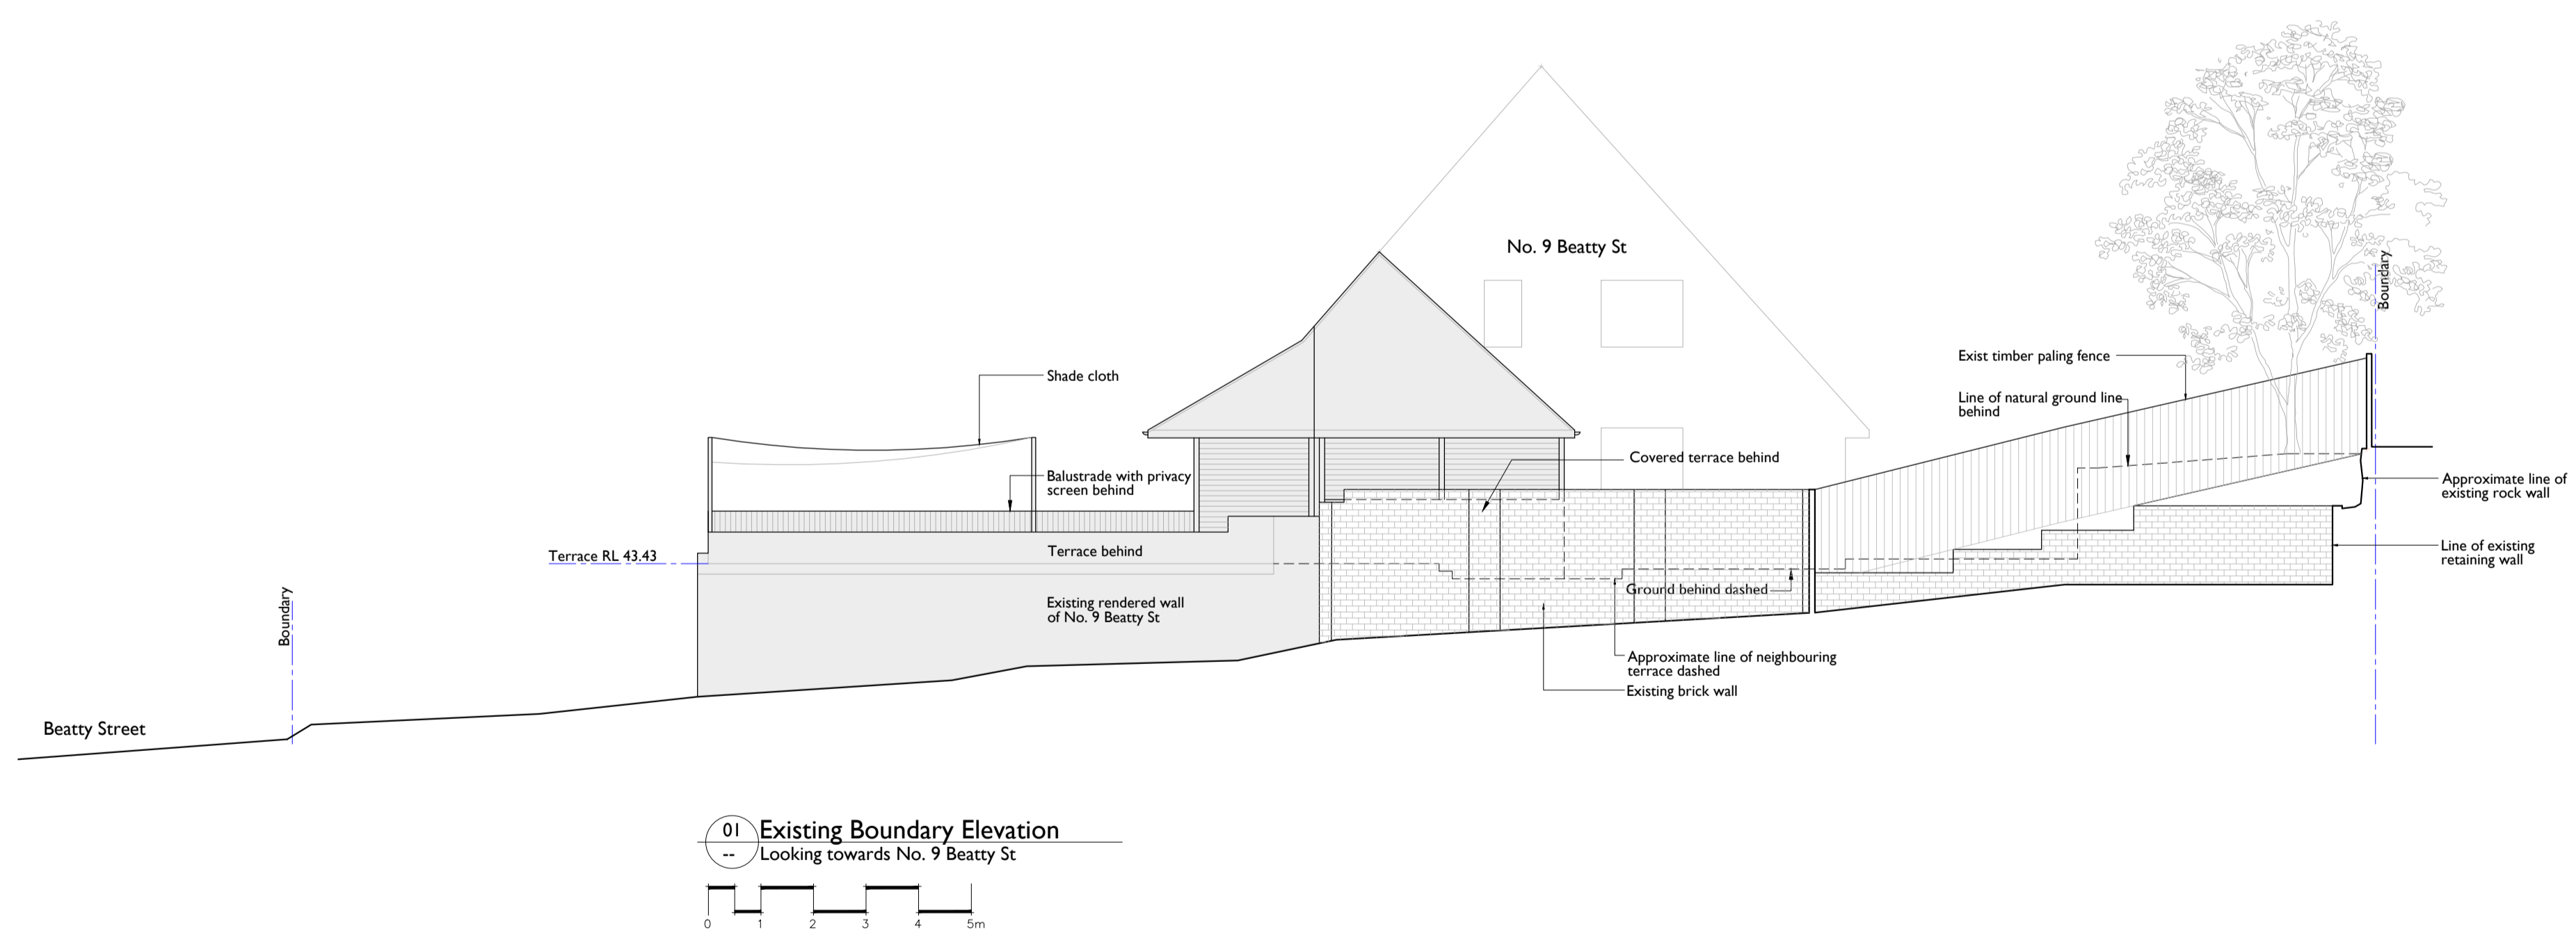 No. 9 Beatty St
Boundary
Exist timber paling fence
Line of natural ground line
behind
Shade cloth
Covered terrace behind
Balustrade with privacy
screen behind
Approximate line of
existing rock wall
Terrace RL 43.43
Terrace behind
Line of existing
retaining wall
Ground behind dashed
Existing rendered wall
of No. 9 Beatty St
Boundary
Approximate line of neighbouring
terrace dashed
Existing brick wall
Beatty Street
01
Existing Boundary Elevation
--
Looking towards No. 9 Beatty St
0 1 2 3 4 5m